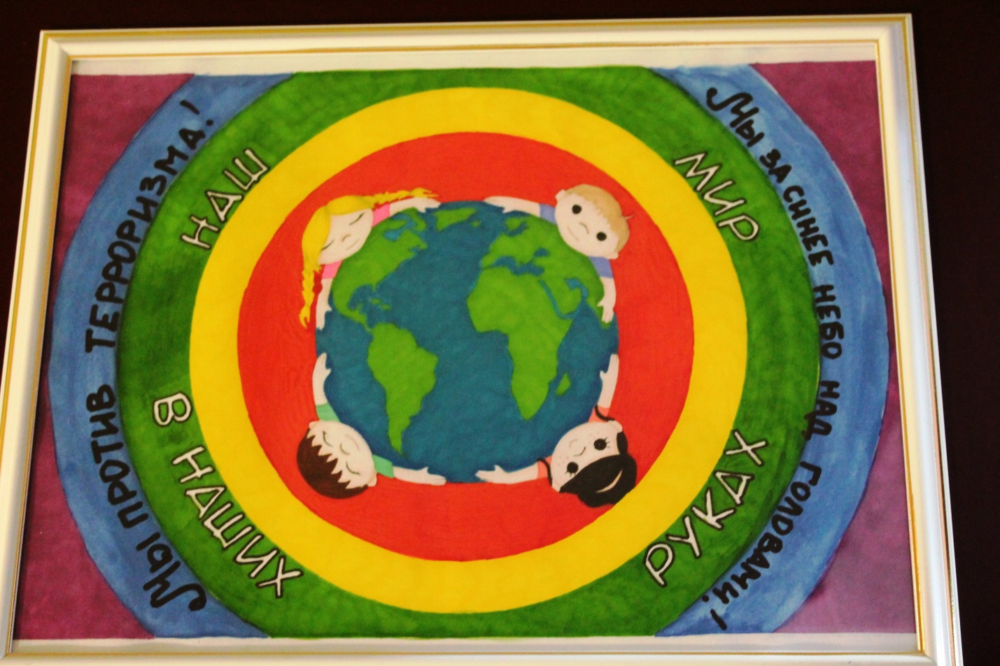 Мы ПРОТИВ ТЕРРОРИЗМА!
НАШ
МИР
В НАШИХ
РУКАХ
Мы ЗА СИНЕЕ НЕБО НАД ГОЛОВАМИ!